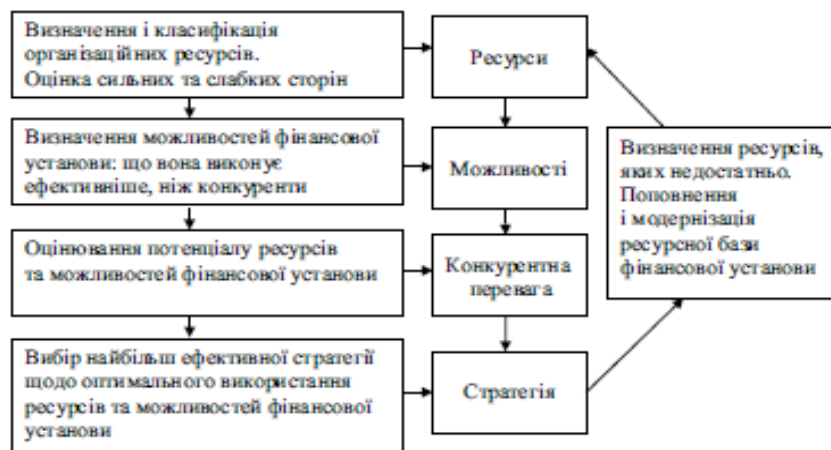 Визначення і класифікація
організаційних ресурсів.
Оцінка сильних та слабких сторін
Ресурси
Визначення можливостей фінансової
установи: що вона виконує
ефективніше, ніж конкуренти
Можливості
Визначення ресурсів,
яких недостатньо.
Поповнення
і модернізація
ресурсної бази
фінансової установи
Оцінювання потенціалу ресурсів
та можливостей фінансової установи
Конкурентна
перевага
Вибір найбільш ефективної стратегії
щодо оптимального використання
ресурсів та можливостей фінансової
установи
Стратегія